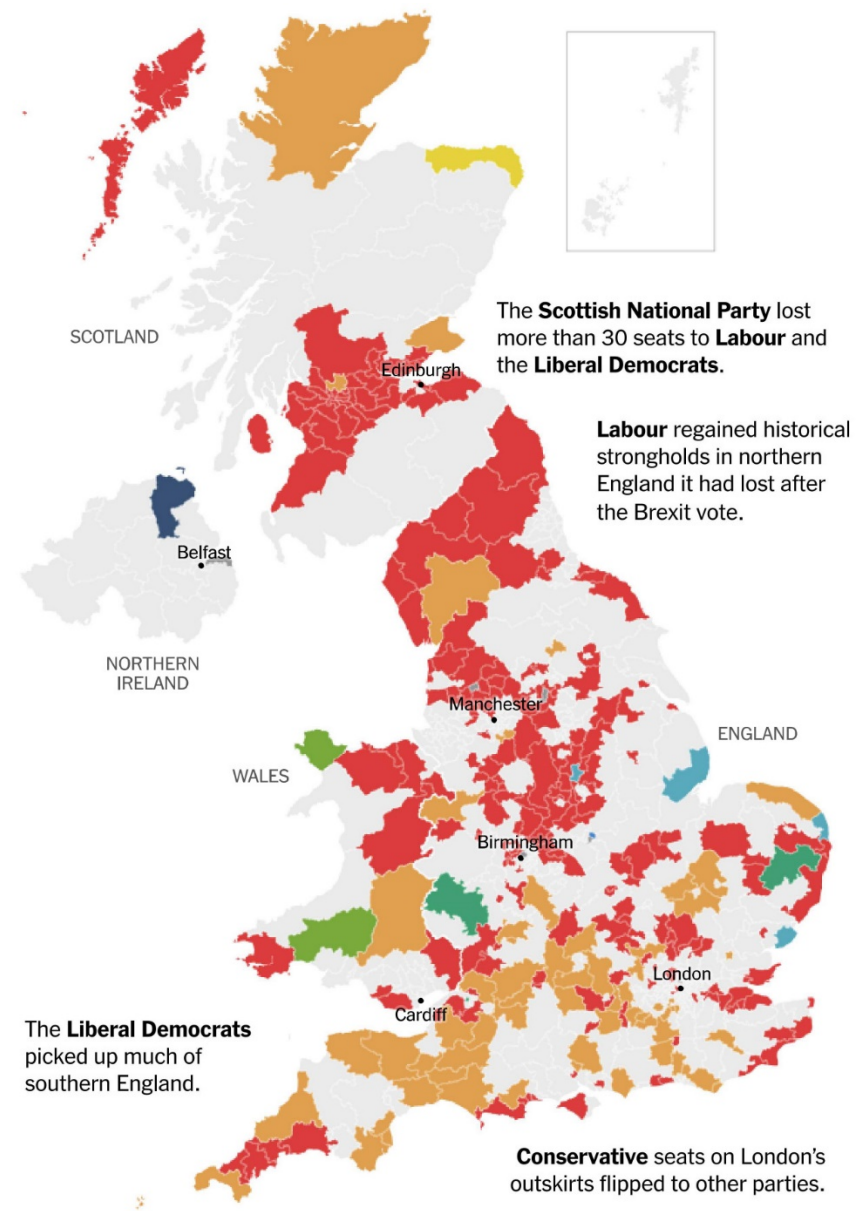 SCOTLAND
The Scottish National Party lost
more than 30 seats to Labour and
the Liberal Democrats.
Edinburgh
Labour regained historical
strongholds in northern
England it had lost after
the Brexit vote.
Belfast
NORTHERN
IRELAND
Manchester
ENGLAND
WALES
Birmingham
London
Cardiff
The Liberal Democrats
picked up much of
southern England.
Conservative seats on London's
outskirts flipped to other parties.